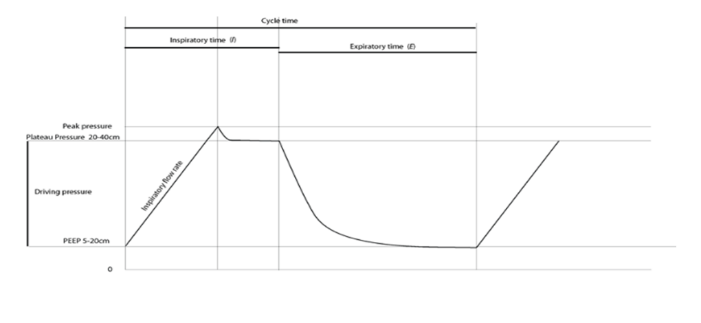 Cycle time
Inspiratory time (I)
Expiratory time (E)
Peak pressure
Plateau Pressure 20-40cm
Inspiratory flow rate
Driving pressure
PEEP 5-20cm
0